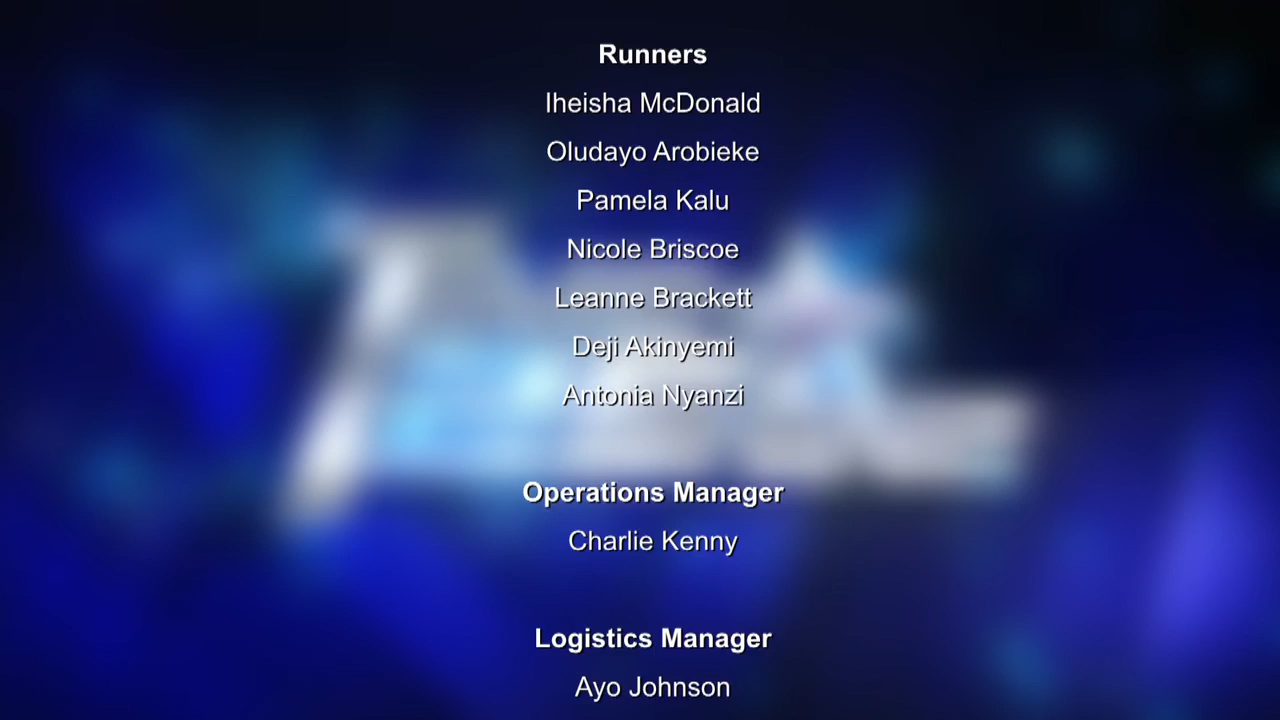 Runners
Iheisha McDonald
Oludayo Arobieke
Pamela Kalu
Nicole Briscoe
Leanne Brackett
Deji Akinyemi
Antonia Nyanzi
Operations Manager
Charlie Kenny
Logistics Manager
Ayo Johnson